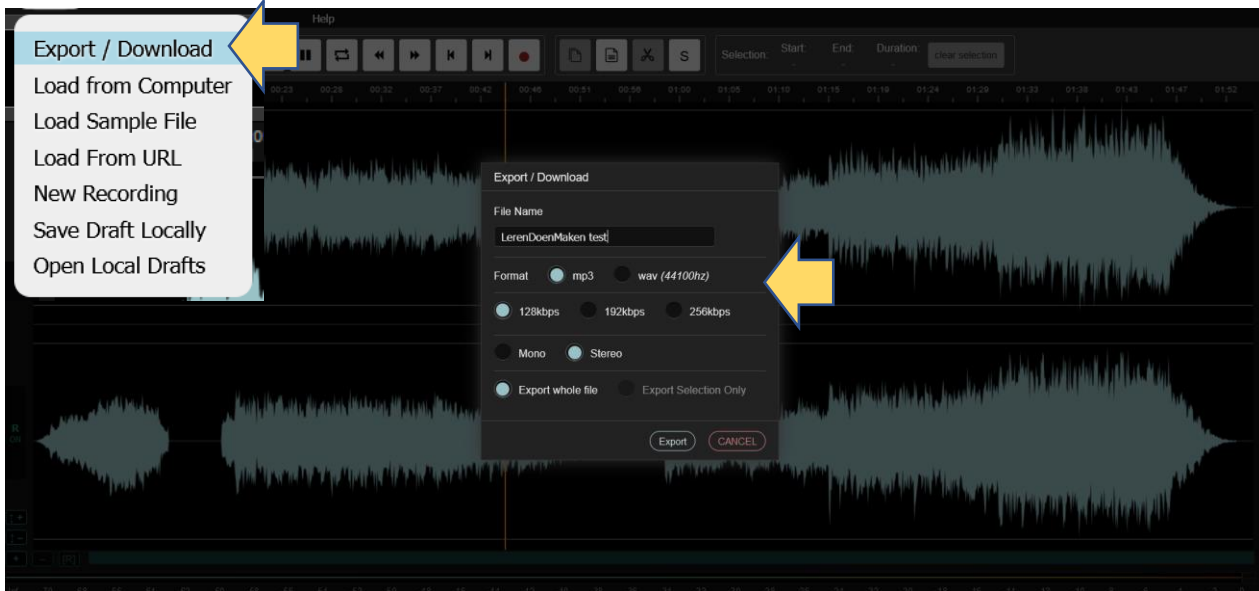 Help
Export / Download
Load from Computer
Load Sample File
Load From URL
New Recording
Save Draft Locally
Open Local Drafts
S
Selection:
Start:
End:
Duration:
clear selection
00:23 00:28 00:32 00:37 00:42 00:46 00:51 00:56 01:00 01:05 01:10 01:15 01:19 01:24 01:29 01:33 01:38 01:43 01:47 01:52
Export / Download
File Name
LerenDoenMaken test
Format mp3 wav (44100hz)
128kbps 192kbps 256kbps
Mono Stereo
Export whole file Export Selection Only
Export CANCEL
R
ON